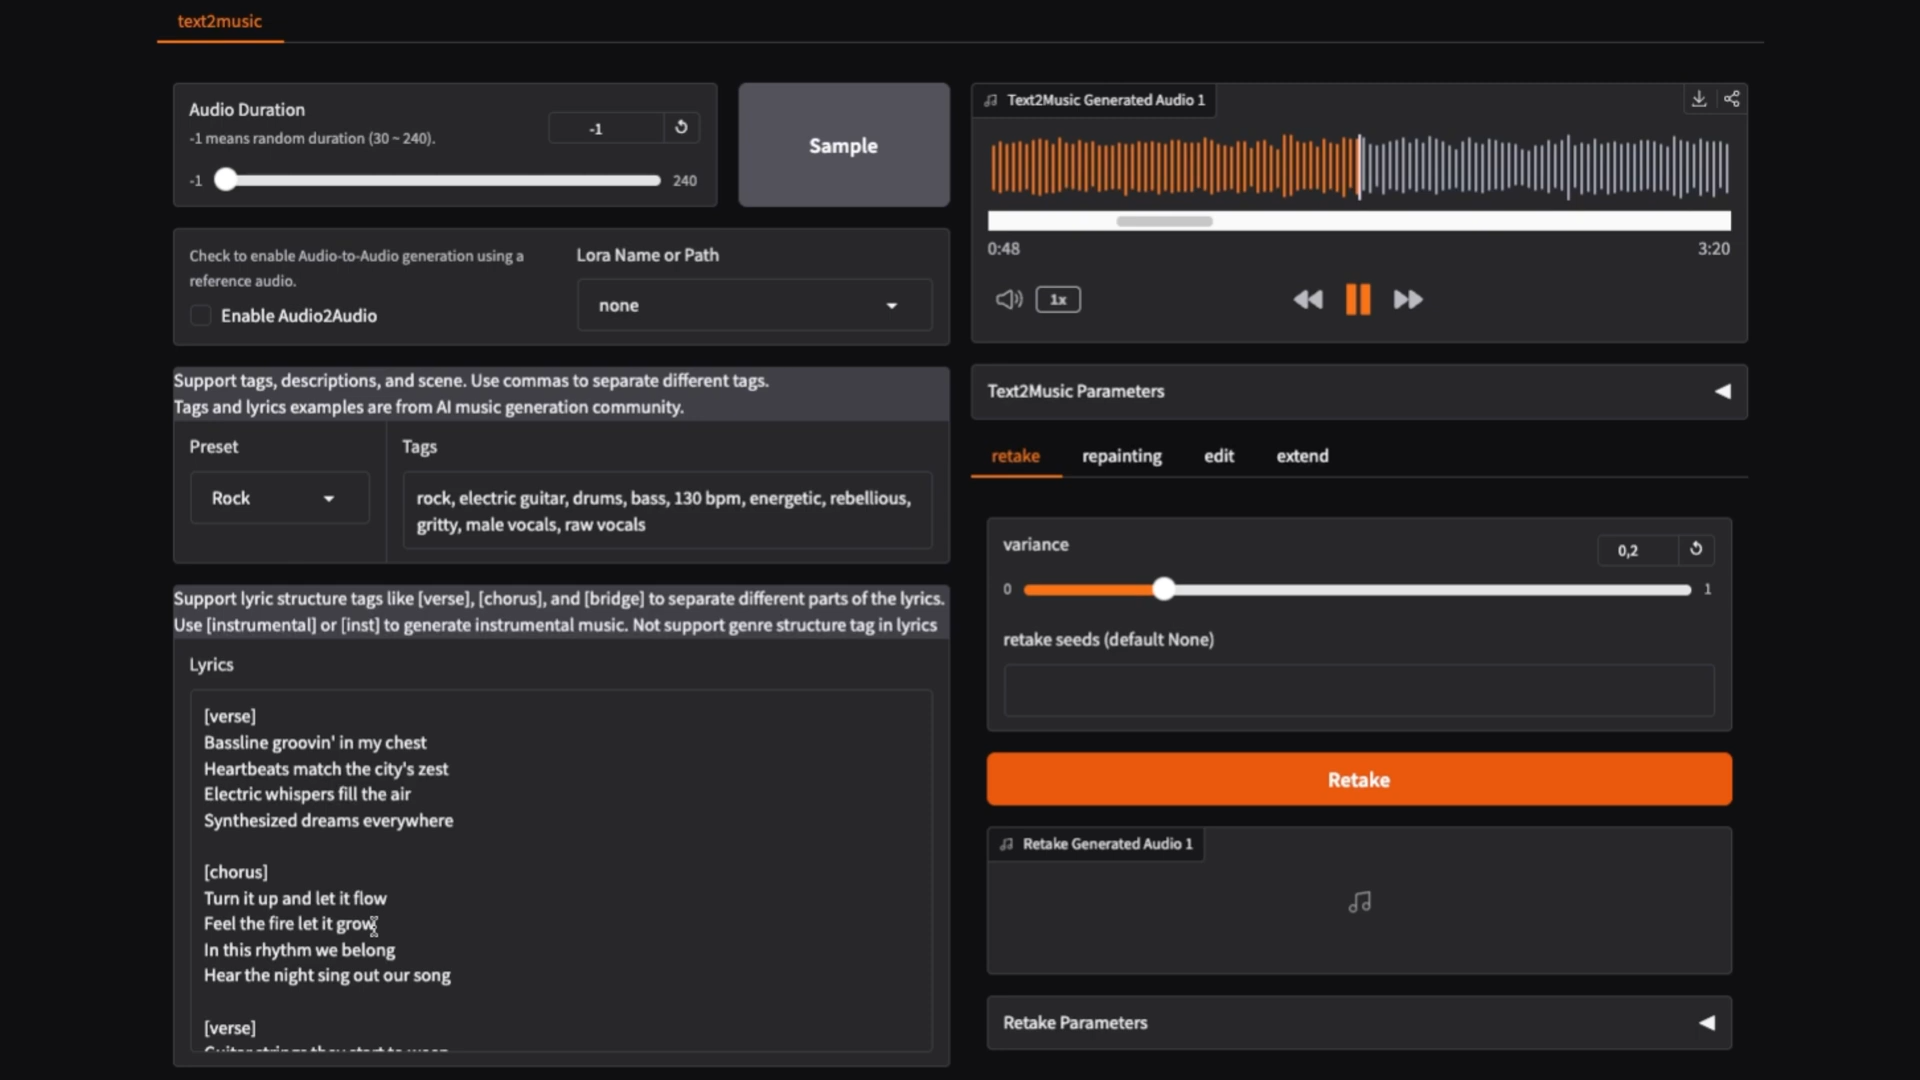 text2music
Audio Duration
-1 means random duration (30 ~ 240).
-1
-1
240
Sample
Check to enable Audio-to-Audio generation using a
reference audio.
Enable Audio2Audio
Lora Name or Path
none
Support tags, descriptions, and scene. Use commas to separate different tags.
Tags and lyrics examples are from AI music generation community.
Preset
Rock
Tags
rock, electric guitar, drums, bass, 130 bpm, energetic, rebellious,
gritty, male vocals, raw vocals
Support lyric structure tags like [verse], [chorus], and [bridge] to separate different parts of the lyrics.
Use [instrumental] or [inst] to generate instrumental music. Not support genre structure tag in lyrics
Lyrics
[verse]
Bassline groovin' in my chest
Heartbeats match the city's zest
Electric whispers fill the air
Synthesized dreams everywhere
[chorus]
Turn it up and let it flow
Feel the fire let it grow
In this rhythm we belong
Hear the night sing out our song
[verse]
Text2Music Generated Audio 1
0:48
3:20
1x
Text2Music Parameters
retake
repainting
edit
extend
variance
0,2
0
1
retake seeds (default None)
Retake
Retake Generated Audio 1
Retake Parameters